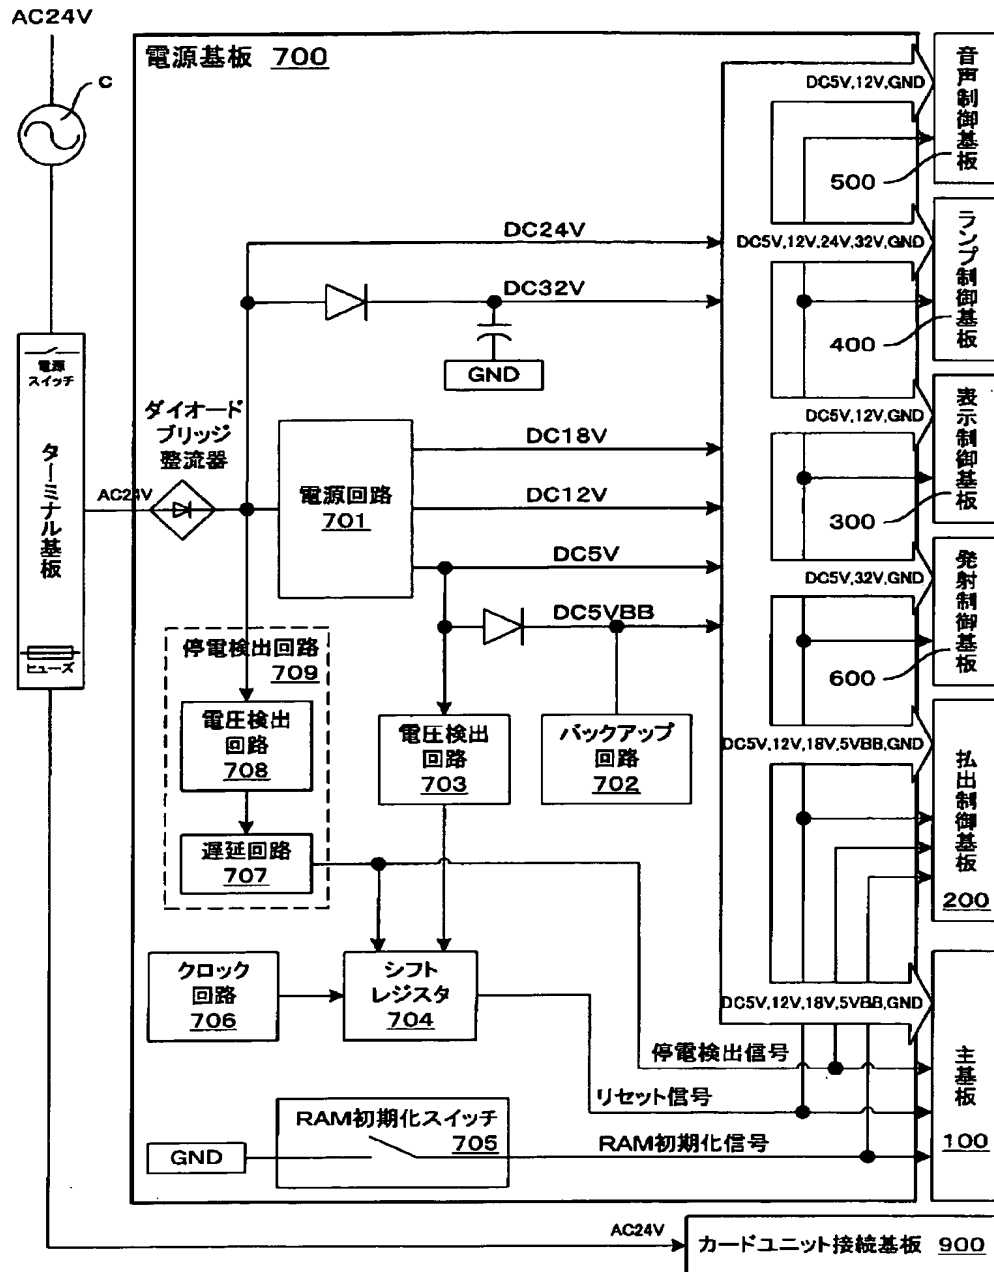 AC24V
C
電源基板 700
DC5V,12V,GND
音声制御基板
500
DC24V
DC5V,12V,24V,32V,GND
ランプ制御基板
DC32V
400
GND
電源
スイッチ
ターミナル基板
ヒューズ
ダイオード
ブリッジ
整流器
AC24V
電源回路
701
DC18V
DC12V
DC5V
DC5VBB
DC5V,12V,GND
表示制御基板
300
DC5V,32V,GND
発射制御基板
600
停電検出回路
709
電圧検出
回路
708
遅延回路
707
電圧検出
回路
703
バックアップ
回路
702
DC5V,12V,18V,5VBB,GND
払出制御基板
200
クロック
回路
706
シフト
レジスタ
704
DC5V,12V,18V,5VBB,GND
停電検出信号
リセット信号
主基板
100
RAM初期化スイッチ
705
GND
RAM初期化信号
AC24V
カードユニット接続基板 900